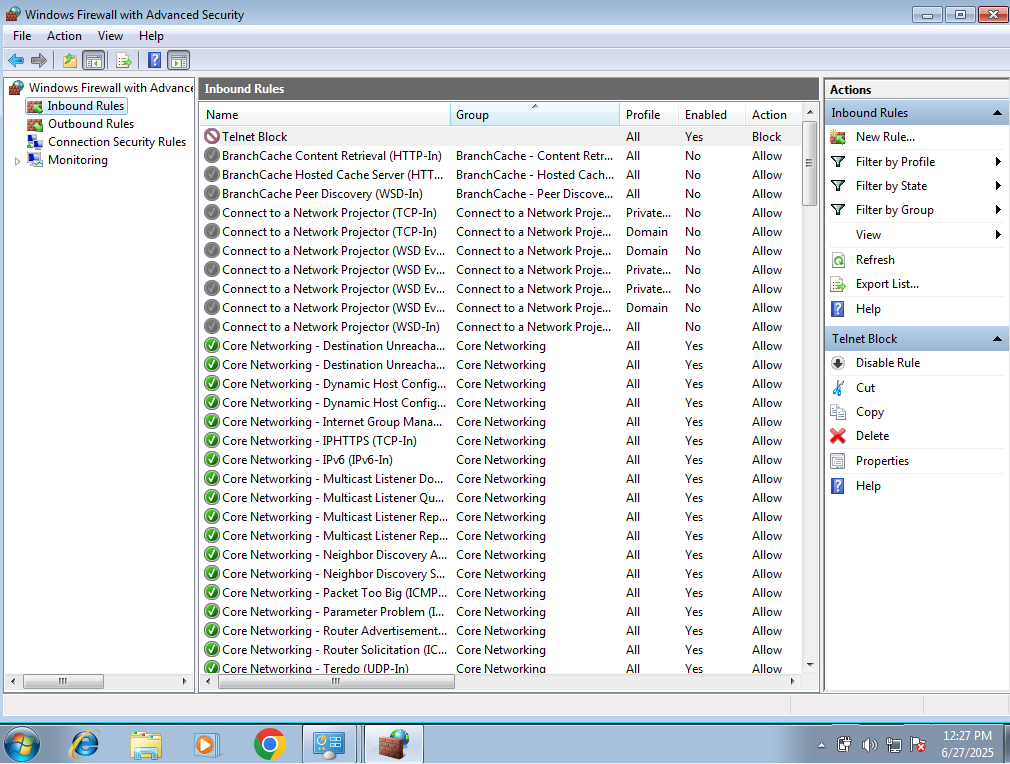 Windows Firewall with Advanced Security
File Action View Help
Windows Firewall with Advance
Inbound Rules
Outbound Rules
Connection Security Rules
Monitoring
Inbound Rules
Name Group Profile Enabled Action
Telnet Block All Yes Block
BranchCache Content Retrieval (HTTP-In) BranchCache - Content Retr... All No Allow
BranchCache Hosted Cache Server (HTT... BranchCache - Hosted Cach... All No Allow
BranchCache Peer Discovery (WSD-In) BranchCache - Peer Discove... All No Allow
Connect to a Network Projector (TCP-In) Connect to a Network Proje... Private... No Allow
Connect to a Network Projector (TCP-In) Connect to a Network Proje... Domain No Allow
Connect to a Network Projector (WSD Ev... Connect to a Network Proje... Domain No Allow
Connect to a Network Projector (WSD Ev... Connect to a Network Proje... Private... No Allow
Connect to a Network Projector (WSD Ev... Connect to a Network Proje... Private... No Allow
Connect to a Network Projector (WSD Ev... Connect to a Network Proje... Domain No Allow
Connect to a Network Projector (WSD-In) Connect to a Network Proje... All No Allow
Core Networking - Destination Unreacha... Core Networking All Yes Allow
Core Networking - Destination Unreacha... Core Networking All Yes Allow
Core Networking - Dynamic Host Config... Core Networking All Yes Allow
Core Networking - Dynamic Host Config... Core Networking All Yes Allow
Core Networking - Internet Group Mana... Core Networking All Yes Allow
Core Networking - IPHTTPS (TCP-In) Core Networking All Yes Allow
Core Networking - IPv6 (IPv6-In) Core Networking All Yes Allow
Core Networking - Multicast Listener Do... Core Networking All Yes Allow
Core Networking - Multicast Listener Qu... Core Networking All Yes Allow
Core Networking - Multicast Listener Rep... Core Networking All Yes Allow
Core Networking - Multicast Listener Rep... Core Networking All Yes Allow
Core Networking - Neighbor Discovery A... Core Networking All Yes Allow
Core Networking - Neighbor Discovery S... Core Networking All Yes Allow
Core Networking - Packet Too Big (ICMP... Core Networking All Yes Allow
Core Networking - Parameter Problem (I... Core Networking All Yes Allow
Core Networking - Router Advertisement... Core Networking All Yes Allow
Core Networking - Router Solicitation (IC... Core Networking All Yes Allow
Core Networking - Teredo (UDP-In) Core Networking All Yes Allow
Actions
Inbound Rules
New Rule...
Filter by Profile
Filter by State
Filter by Group
View
Refresh
Export List...
Help
Telnet Block
Disable Rule
Cut
Copy
Delete
Properties
Help
12:27 PM
6/27/2025